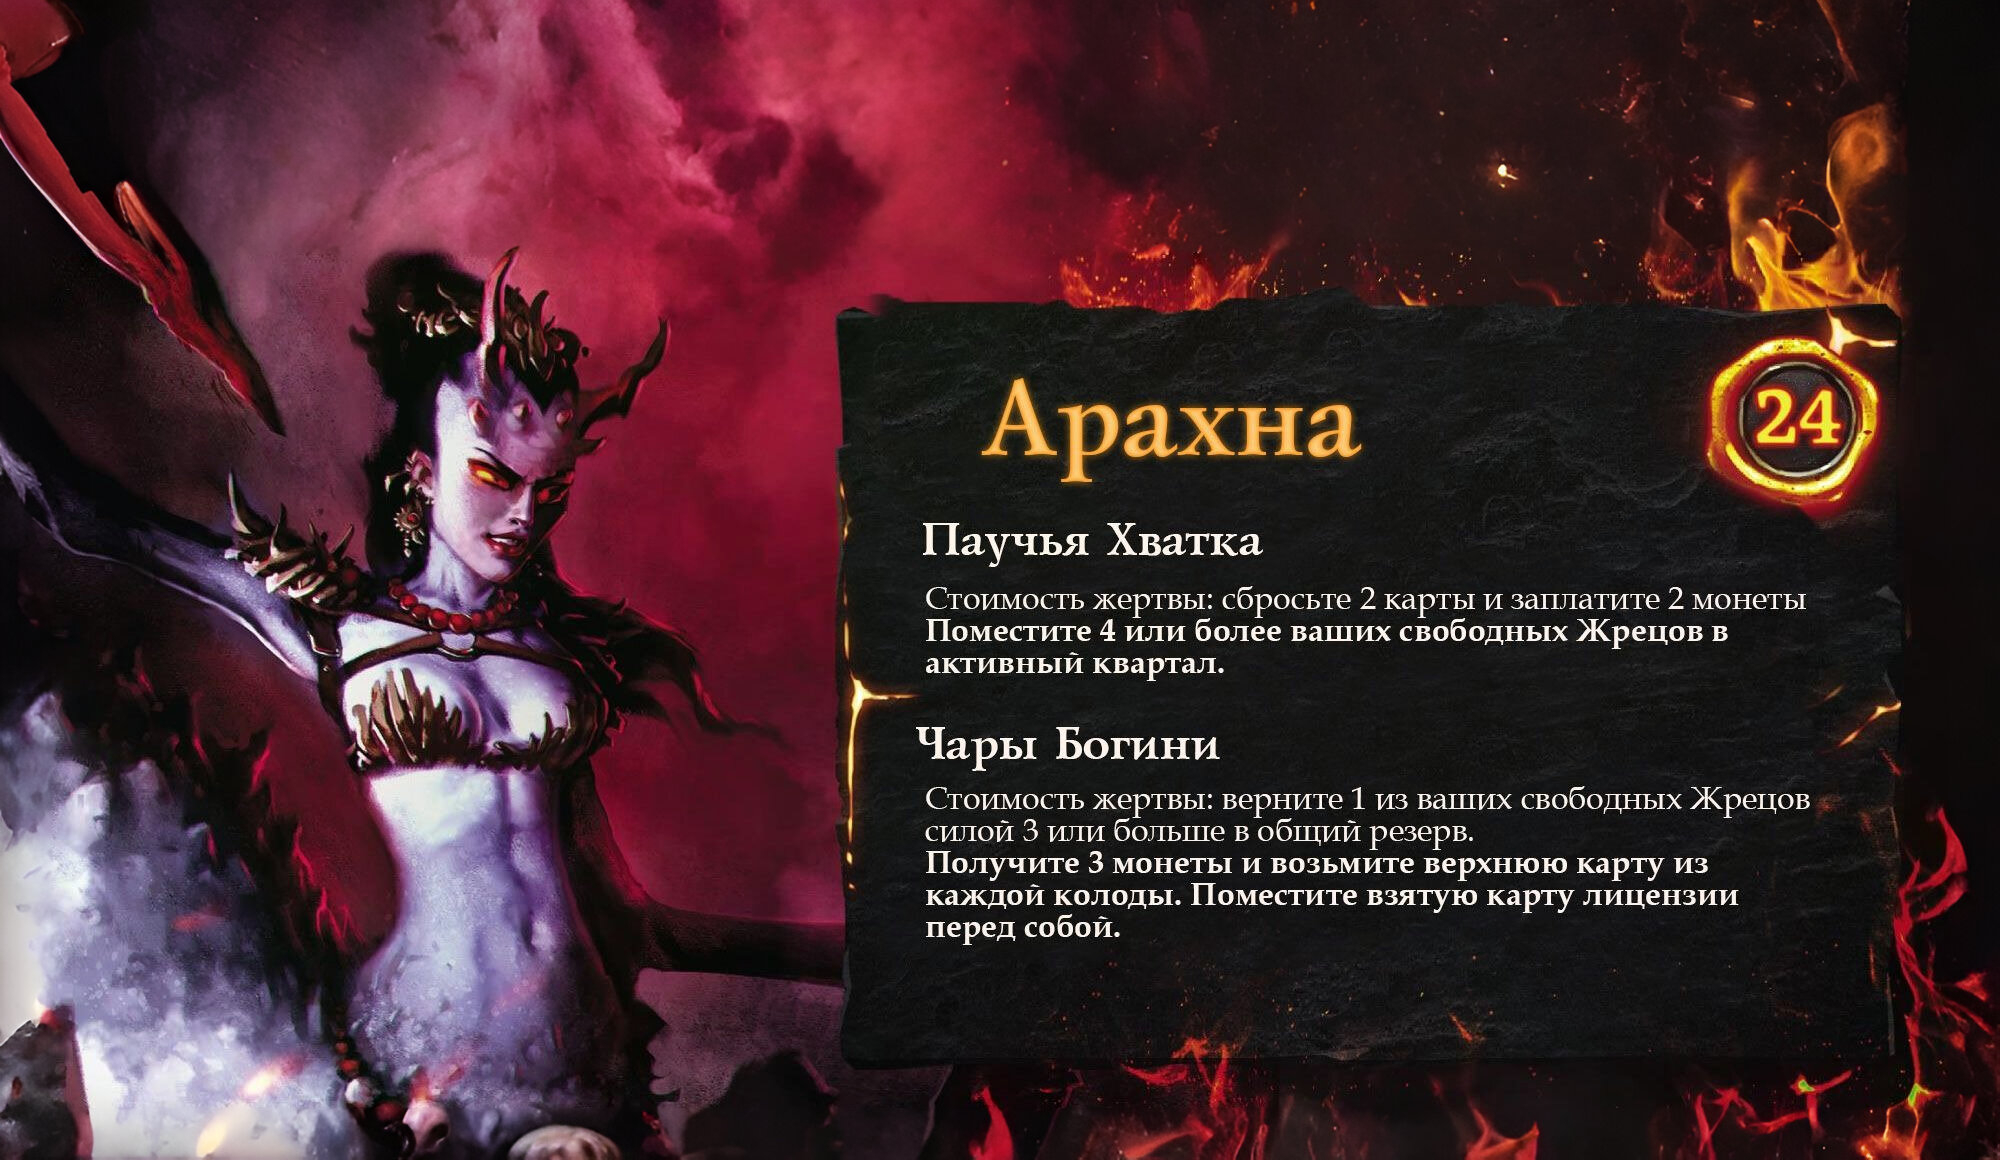 Арахна
24
Паучья Хватка
Стоимость жертвы: сбросьте 2 карты и заплатите 2 монеты
Поместите 4 или более ваших свободных Жрецов в
активный квартал.
Чары Богини
Стоимость жертвы: верните 1 из ваших свободных Жрецов
силой 3 или больше в общий резерв.
Получите 3 монеты и возьмите верхнюю карту из
каждой колоды. Поместите взятую карту лицензии
перед собой.